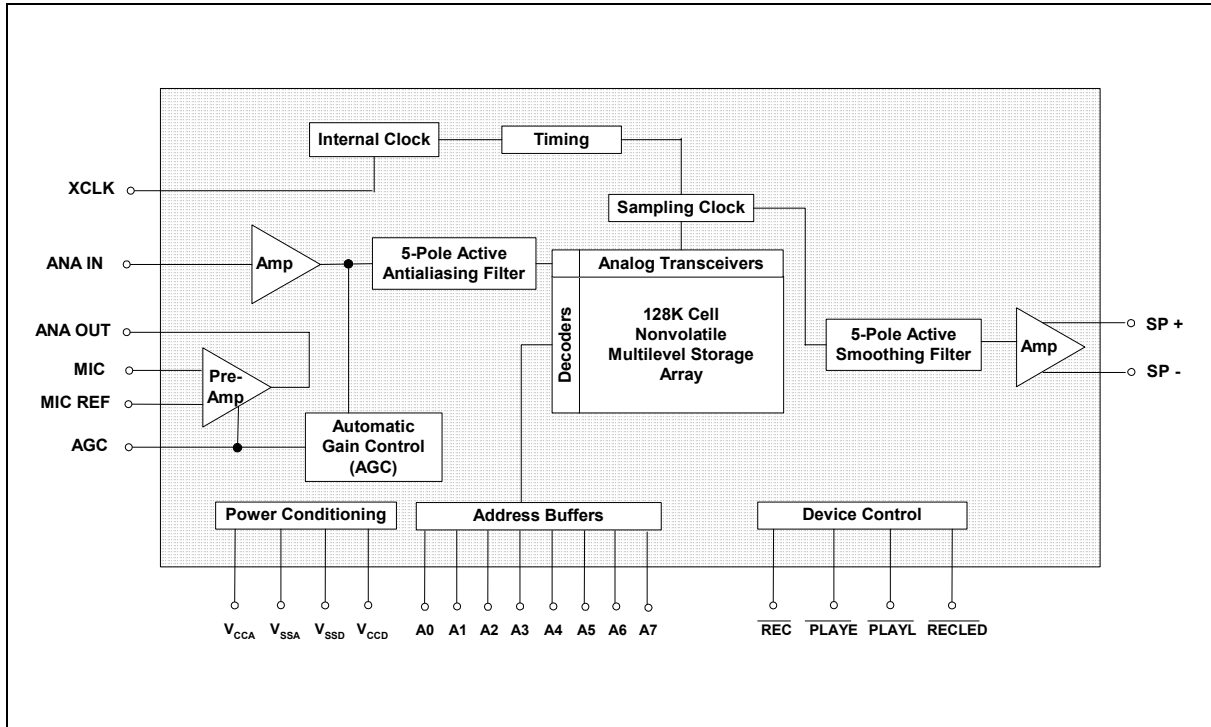 Internal Clock
Timing
XCLK
Sampling Clock
ANA IN
Amp
5-Pole Active
Antialiasing Filter
Analog Transceivers
Decoders
128K Cell
Nonvolatile
Multilevel Storage
Array
5-Pole Active
Smoothing Filter
Amp
SP +
SP -
ANA OUT
MIC
Pre-
Amp
MIC REF
AGC
Automatic
Gain Control
(AGC)
Power Conditioning
Address Buffers
Device Control
VCCA VSSA VSSD VCCD A0 A1 A2 A3 A4 A5 A6 A7 REC PLAYE PLAYL RECLED